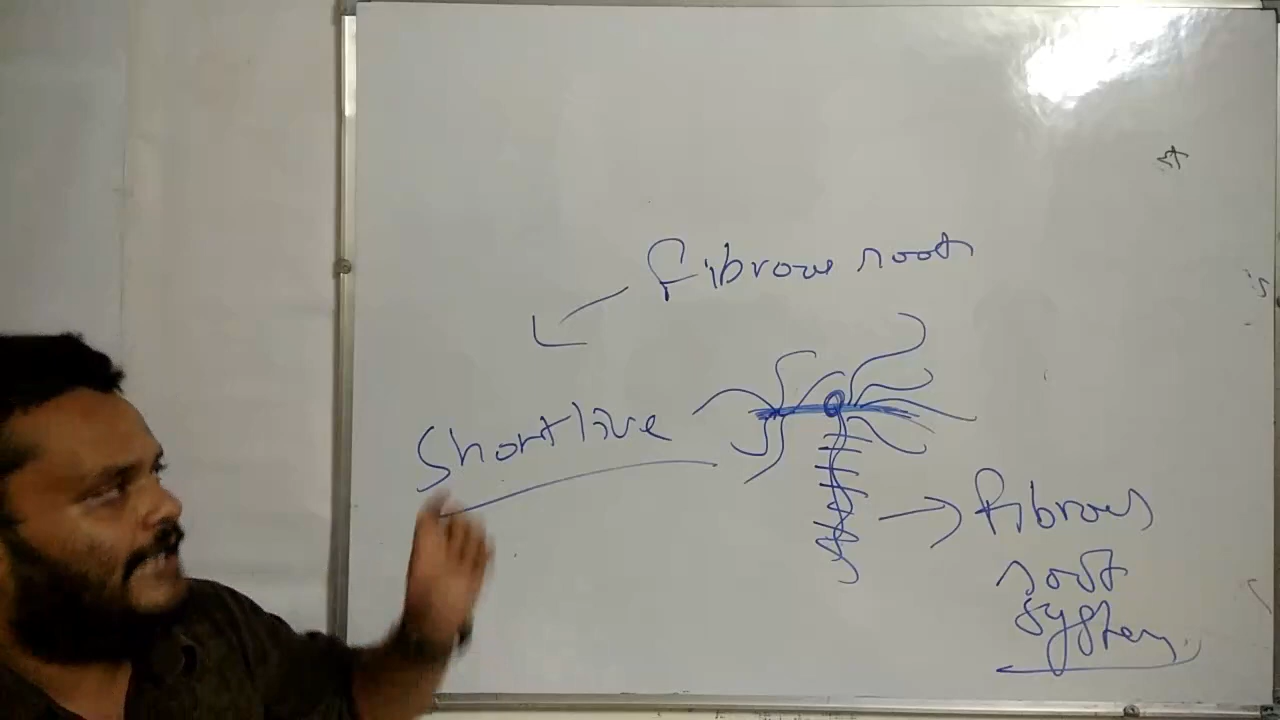 fibrous root
Short live
fibrous
root
system